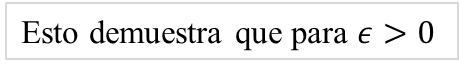 Esto demuestra que para ϵ > 0